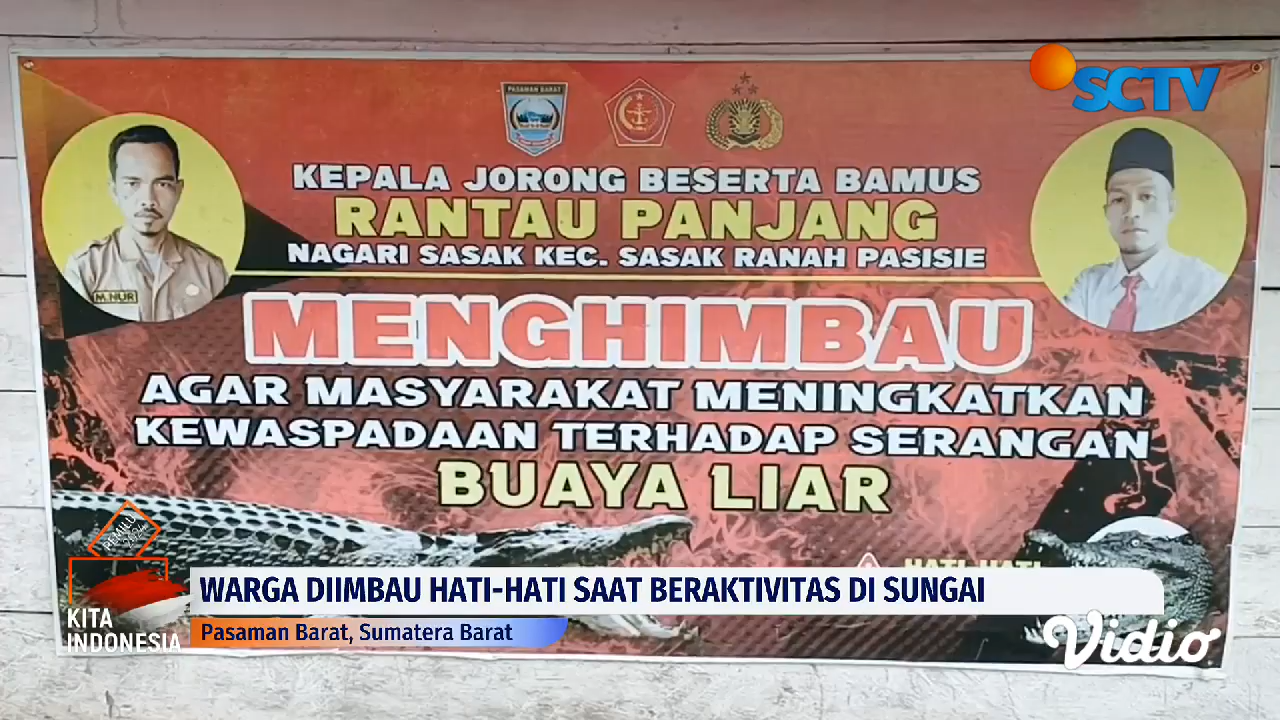 SCTV
PASAMAN BARAT
KEPALA JORONG BESERTA BAMUS
RANTAU PANJANG
NAGARI SASAK KEC. SASAK RANAH PASISIE
M. NUR
MENGHIMBAU
AGAR MASYARAKAT MENINGKATKAN
KEWASPADAAN TERHADAP SERANGAN
BUAYA LIAR
HATI-HATI
PEMILU
2024
KITA
INDONESIA
WARGA DIIMBAU HATI-HATI SAAT BERAKTIVITAS DI SUNGAI
Pasaman Barat, Sumatera Barat
Vidio